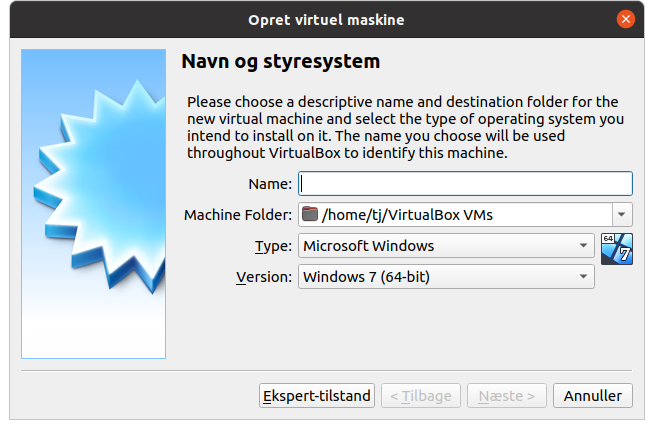 Opret virtuel maskine
Navn og styresystem
Please choose a descriptive name and destination folder for the
new virtual machine and select the type of operating system you
intend to install on it. The name you choose will be used
throughout VirtualBox to identify this machine.
Name:
Machine Folder: /home/tj/VirtualBox VMs
Type: Microsoft Windows 64 7
Version: Windows 7 (64-bit)
Ekspert-tilstand < Tilbage Næste > Annuller